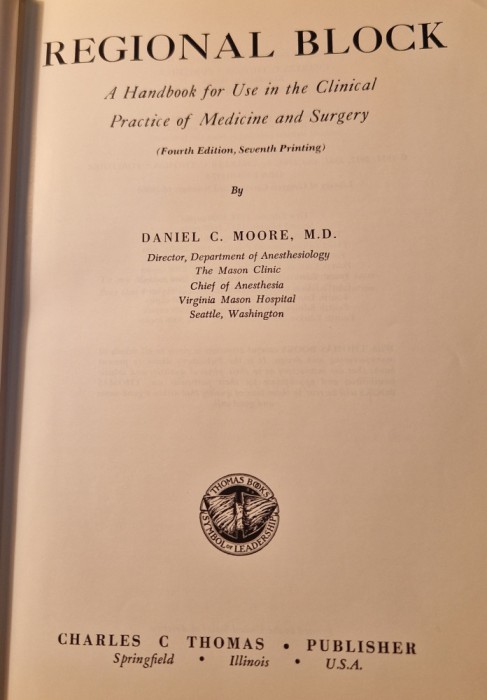 REGIONAL BLOCK
A Handbook for Use in the Clinical
Practice of Medicine and Surgery
(Fourth Edition, Seventh Printing)
By
DANIEL C. MOORE, M.D.
Director, Department of Anesthesiology
The Mason Clinic
Chief of Anesthesia
Virginia Mason Hospital
Seattle, Washington
THOMAS BOOKS
SYMBOL OF LEADERSHIP
CHARLES C THOMAS • PUBLISHER
Springfield • Illinois • U.S.A.